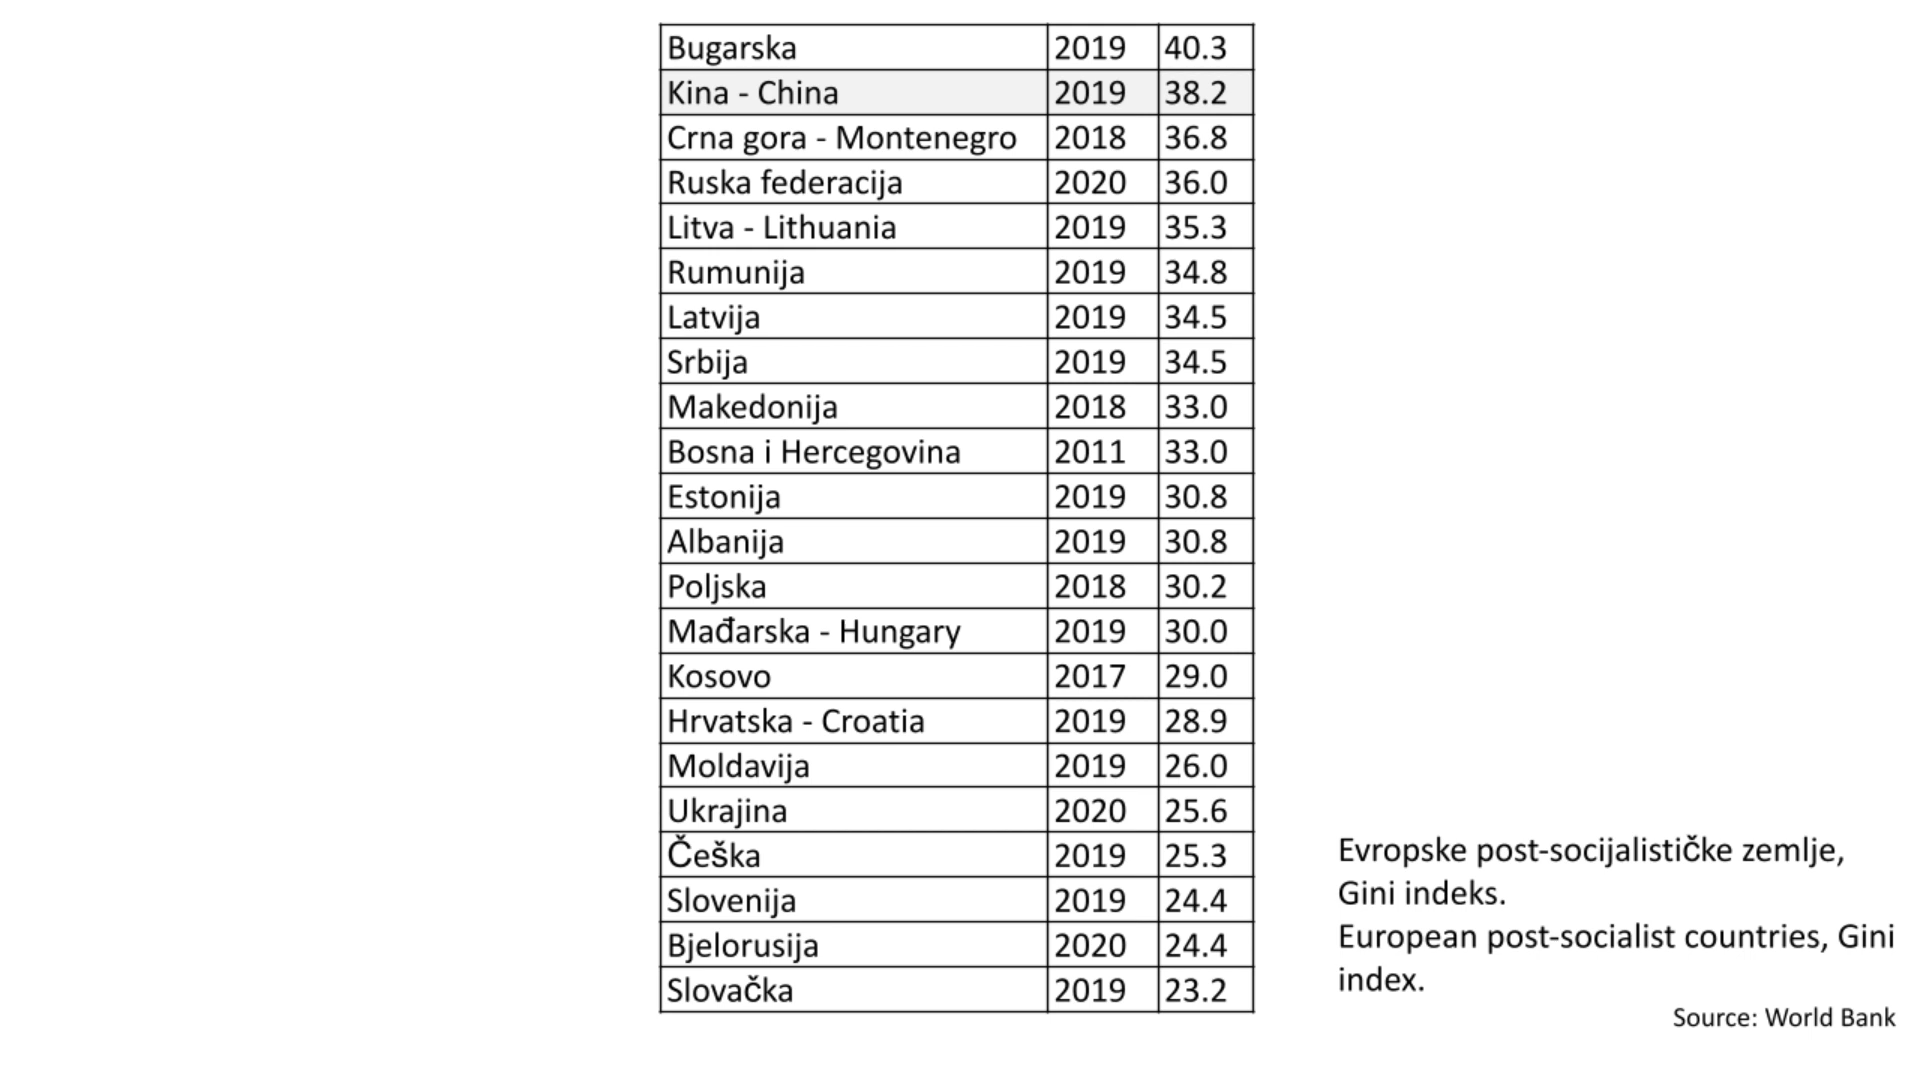 Bugarska 2019 40.3
Kina - China 2019 38.2
Crna gora - Montenegro 2018 36.8
Ruska federacija 2020 36.0
Litva - Lithuania 2019 35.3
Rumunija 2019 34.8
Latvija 2019 34.5
Srbija 2019 34.5
Makedonija 2018 33.0
Bosna i Hercegovina 2011 33.0
Estonija 2019 30.8
Albanija 2019 30.8
Poljska 2018 30.2
Mađarska - Hungary 2019 30.0
Kosovo 2017 29.0
Hrvatska - Croatia 2019 28.9
Moldavija 2019 26.0
Ukrajina 2020 25.6
Češka 2019 25.3
Slovenija 2019 24.4
Bjelorusija 2020 24.4
Slovačka 2019 23.2
Evropske post-socijalističke zemlje,
Gini indeks.
European post-socialist countries, Gini
index.
Source: World Bank